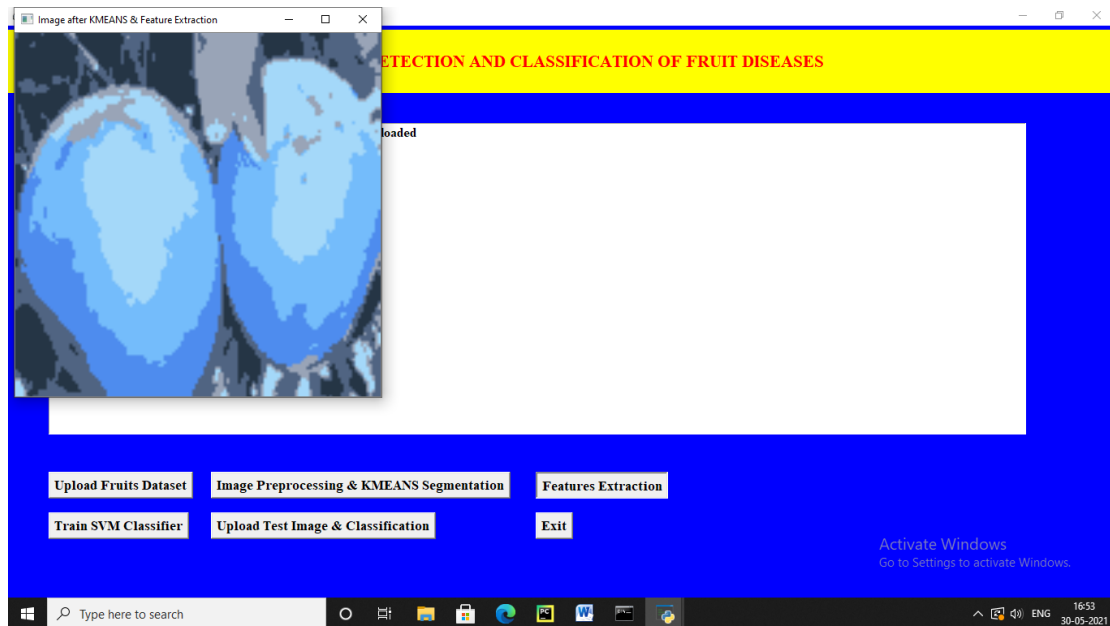 Image after KMEANS & Feature Extraction
ETECTION AND CLASSIFICATION OF FRUIT DISEASES
loaded
Upload Fruits Dataset
Image Preprocessing & KMEANS Segmentation
Features Extraction
Train SVM Classifier
Upload Test Image & Classification
Exit
Activate Windows
Go to Settings to activate Windows.
Type here to search
ENG
16:53
30-05-2021